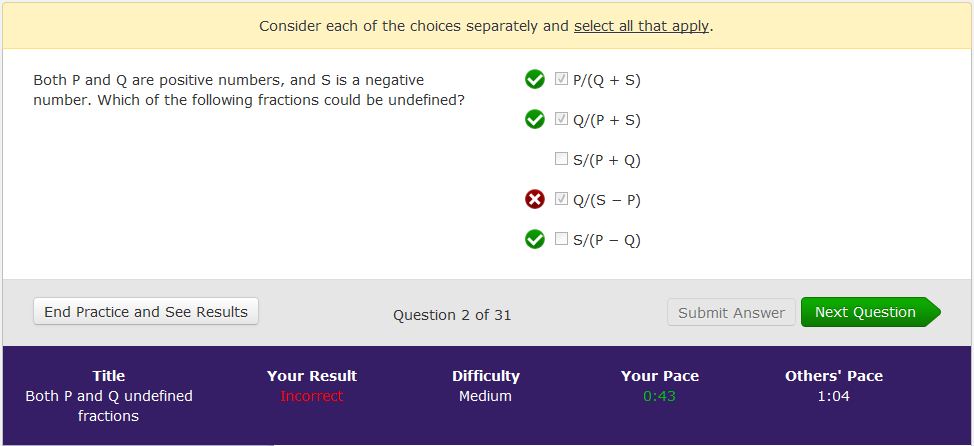 Consider each of the choices separately and select all that apply.
Both P and Q are positive numbers, and S is a negative
number. Which of the following fractions could be undefined?
P/(Q + S)
Q/(P + S)
S/(P + Q)
Q/(S − P)
S/(P − Q)
End Practice and See Results
Question 2 of 31
Submit Answer
Next Question
Title
Both P and Q undefined
fractions
Your Result
Incorrect
Difficulty
Medium
Your Pace
0:43
Others' Pace
1:04